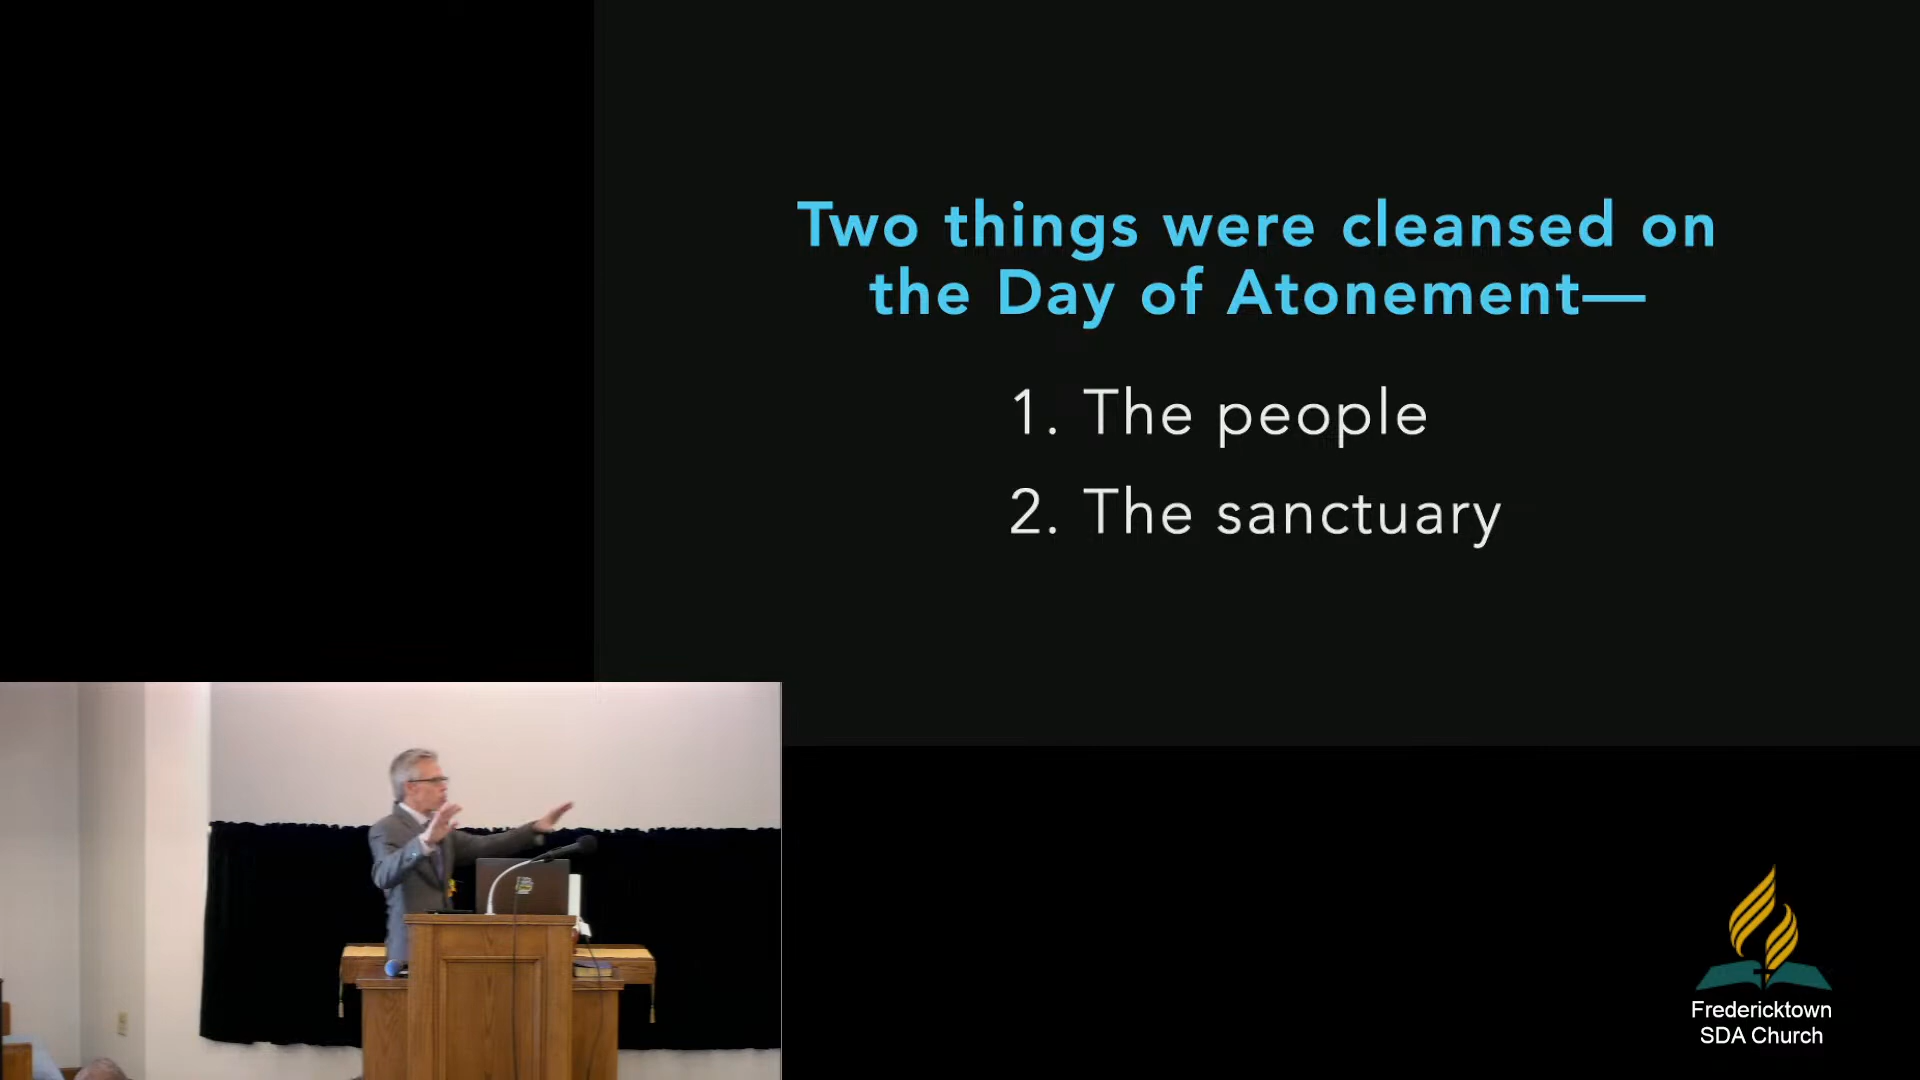 Two things were cleansed on
the Day of Atonement—
1. The people
2. The sanctuary
Fredericktown
SDA Church